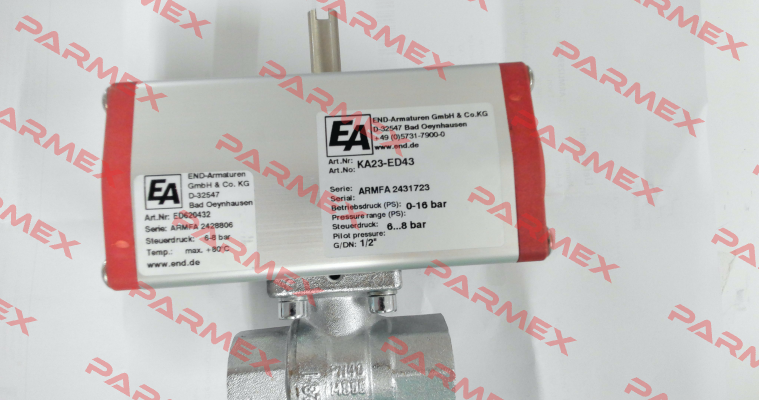 EA
END-Armaturen
GmbH & Co. KG
D-32547
Bad Oeynhausen
Art.Nr: ED620432
Serie: ARMFA 2428806
Steuerdruck: 6-8 bar
Temp.: max. +80°C
www.end.de
EA
END-Armaturen GmbH & Co.KG
D-32547 Bad Oeynhausen
+49 (0)5731-7900-0
www.end.de
Art.Nr:
Art.No: KA23-ED43
Serie: ARMFA 2431723
Serial:
Betriebsdruck (PS): 0-16 bar
Pressure range (PS):
Steuerdruck: 6...8 bar
Pilot pressure:
G/DN: 1/2"
PARMEX
PARMEX
PARMEX
PARMEX
PARMEX
PARMEX
PARMEX
PARMEX
PARMEX
PARMEX
PARMEX